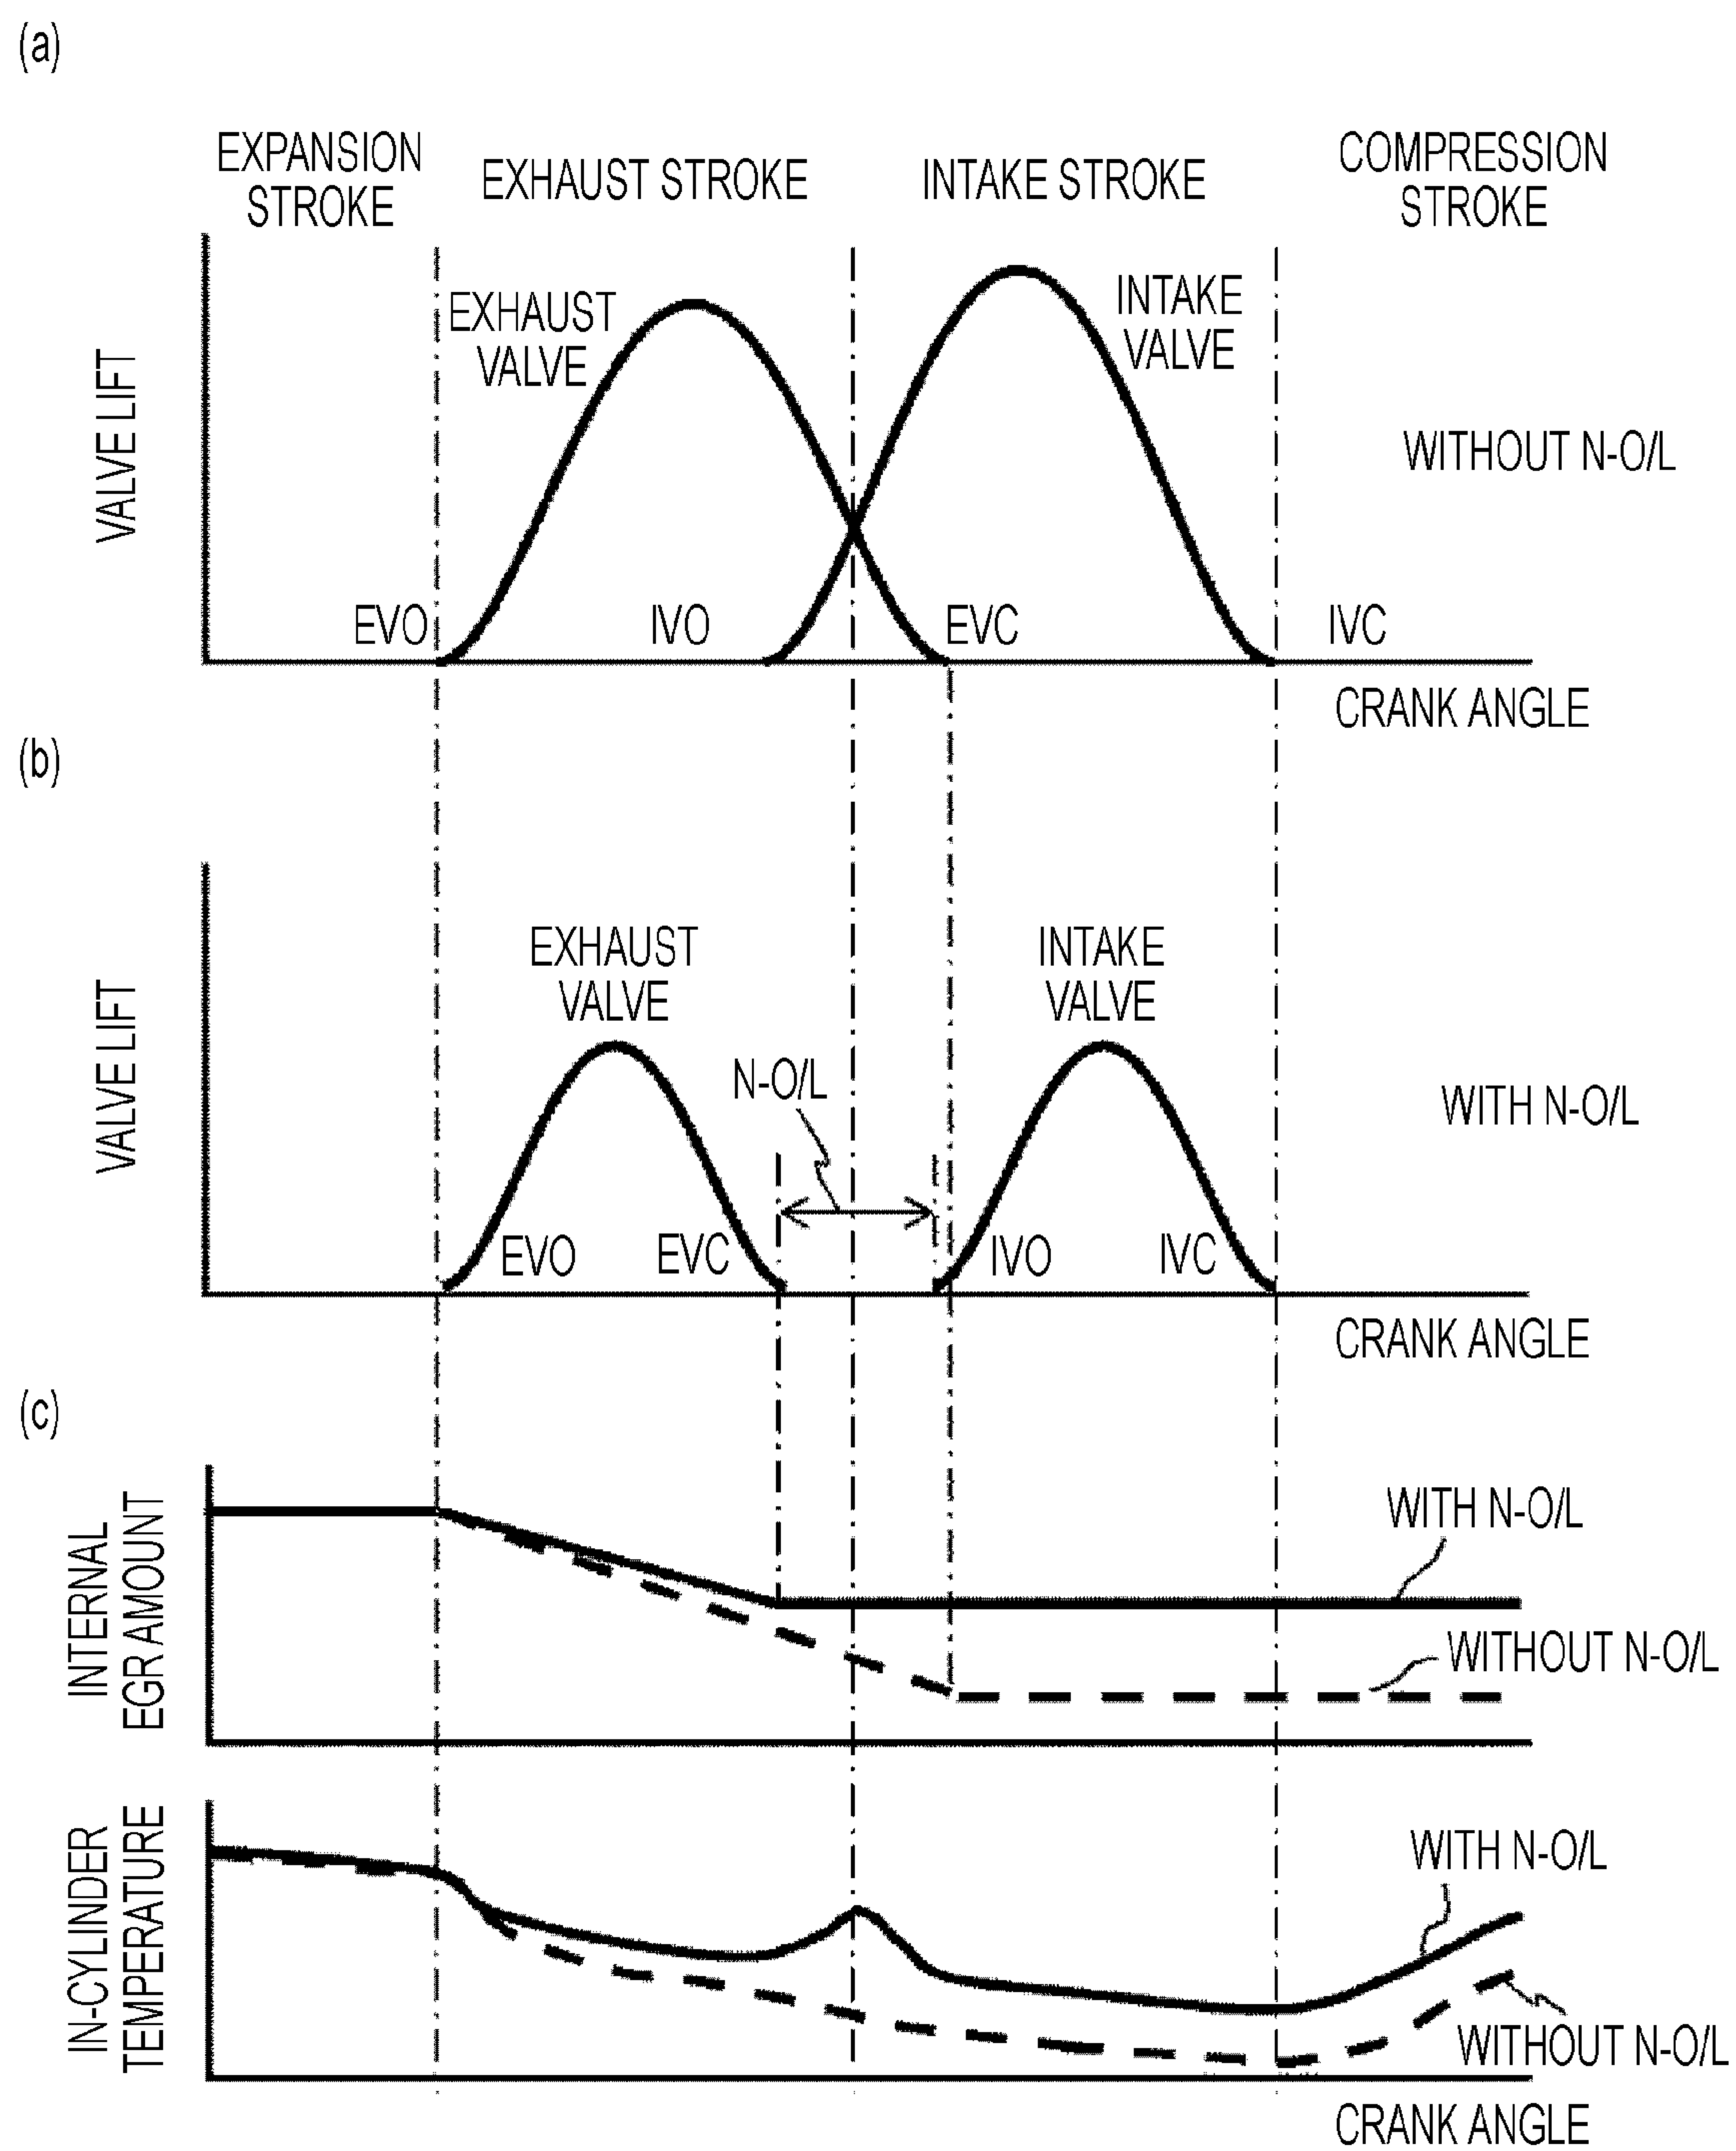 (a)
EXPANSION
STROKE
EXHAUST STROKE
INTAKE STROKE
COMPRESSION
STROKE
VALVE LIFT
EXHAUST
VALVE
INTAKE
VALVE
WITHOUT N-O/L
EVO
IVO
EVC
IVC
CRANK ANGLE
(b)
VALVE LIFT
EXHAUST
VALVE
INTAKE
VALVE
N-O/L
WITH N-O/L
EVO
EVC
IVO
IVC
CRANK ANGLE
(c)
INTERNAL
EGR AMOUNT
WITH N-O/L
WITHOUT N-O/L
IN-CYLINDER
TEMPERATURE
WITH N-O/L
WITHOUT N-O/L
CRANK ANGLE